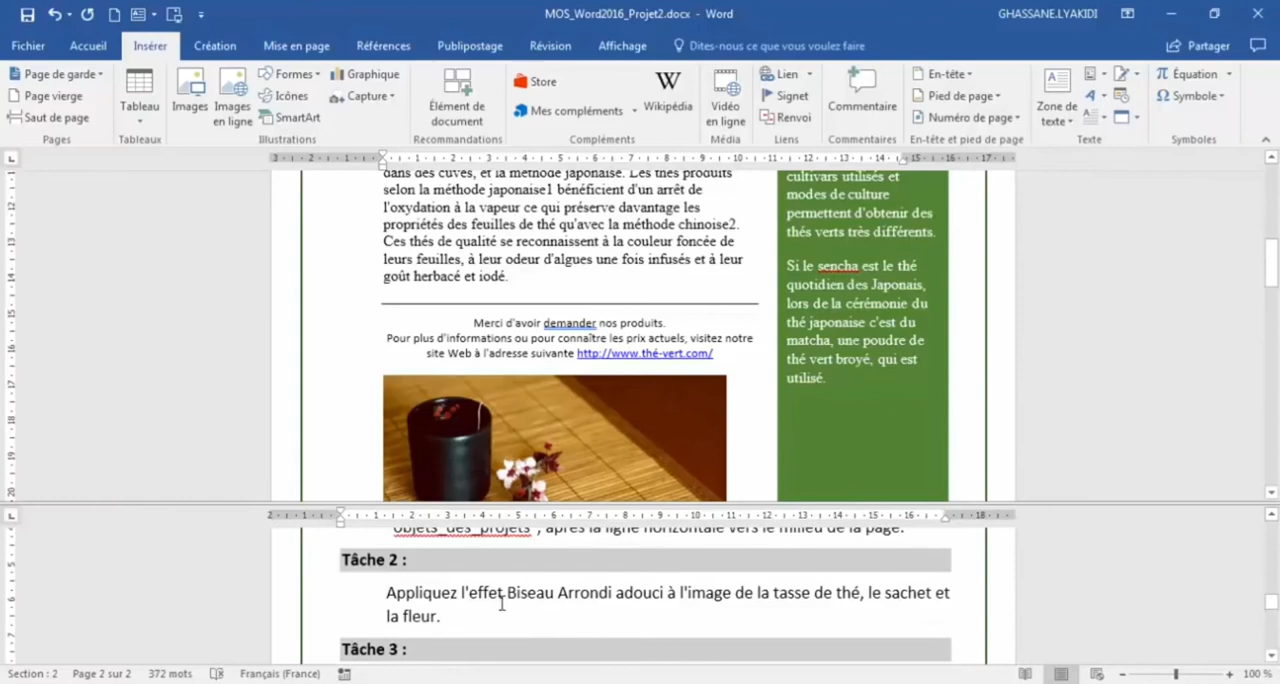 MOS_Word2016_Projet2.docx - Word
GHASSANE.LYAKIDI
Fichier Accueil Insérer Création Mise en page Références Publipostage Révision Affichage Dites-nous ce que vous voulez faire Partager
Page de garde
Page vierge
Saut de page
Pages
Tableau
Tableaux
Images
Images en ligne
Formes
Icônes
SmartArt
Graphique
Capture
Illustrations
Élément de document
Recommandations
Store
Mes compléments
W
Wikipédia
Compléments
Vidéo en ligne
Média
Lien
Signet
Renvoi
Liens
Commentaire
Commentaires
En-tête
Pied de page
Numéro de page
En-tête et pied de page
Zone de texte
Texte
Équation
Symbole
Symboles
dans des cuves, et la méthode japonaise. Les thés produits
selon la méthode japonaise1 bénéficient d'un arrêt de
l'oxydation à la vapeur ce qui préserve davantage les
propriétés des feuilles de thé qu'avec la méthode chinoise2.
Ces thés de qualité se reconnaissent à la couleur foncée de
leurs feuilles, à leur odeur d'algues une fois infusés et à leur
goût herbacé et iodé.
Merci d'avoir demander nos produits.
Pour plus d'informations ou pour connaître les prix actuels, visitez notre
site Web à l'adresse suivante http://www.thé-vert.com/
cultivars utilisés et
modes de culture
permettent d'obtenir des
thés verts très différents.
Si le sencha est le thé
quotidien des Japonais,
lors de la cérémonie du
thé japonaise c'est du
matcha, une poudre de
thé vert broyé, qui est
utilisé.
objets_des_projets", après la ligne horizontale vers le milieu de la page.
Tâche 2 :
Appliquez l'effet Biseau Arrondi adouci à l'image de la tasse de thé, le sachet et
la fleur.
Tâche 3 :
Section : 2 Page 2 sur 2 372 mots Français (France) 100 %